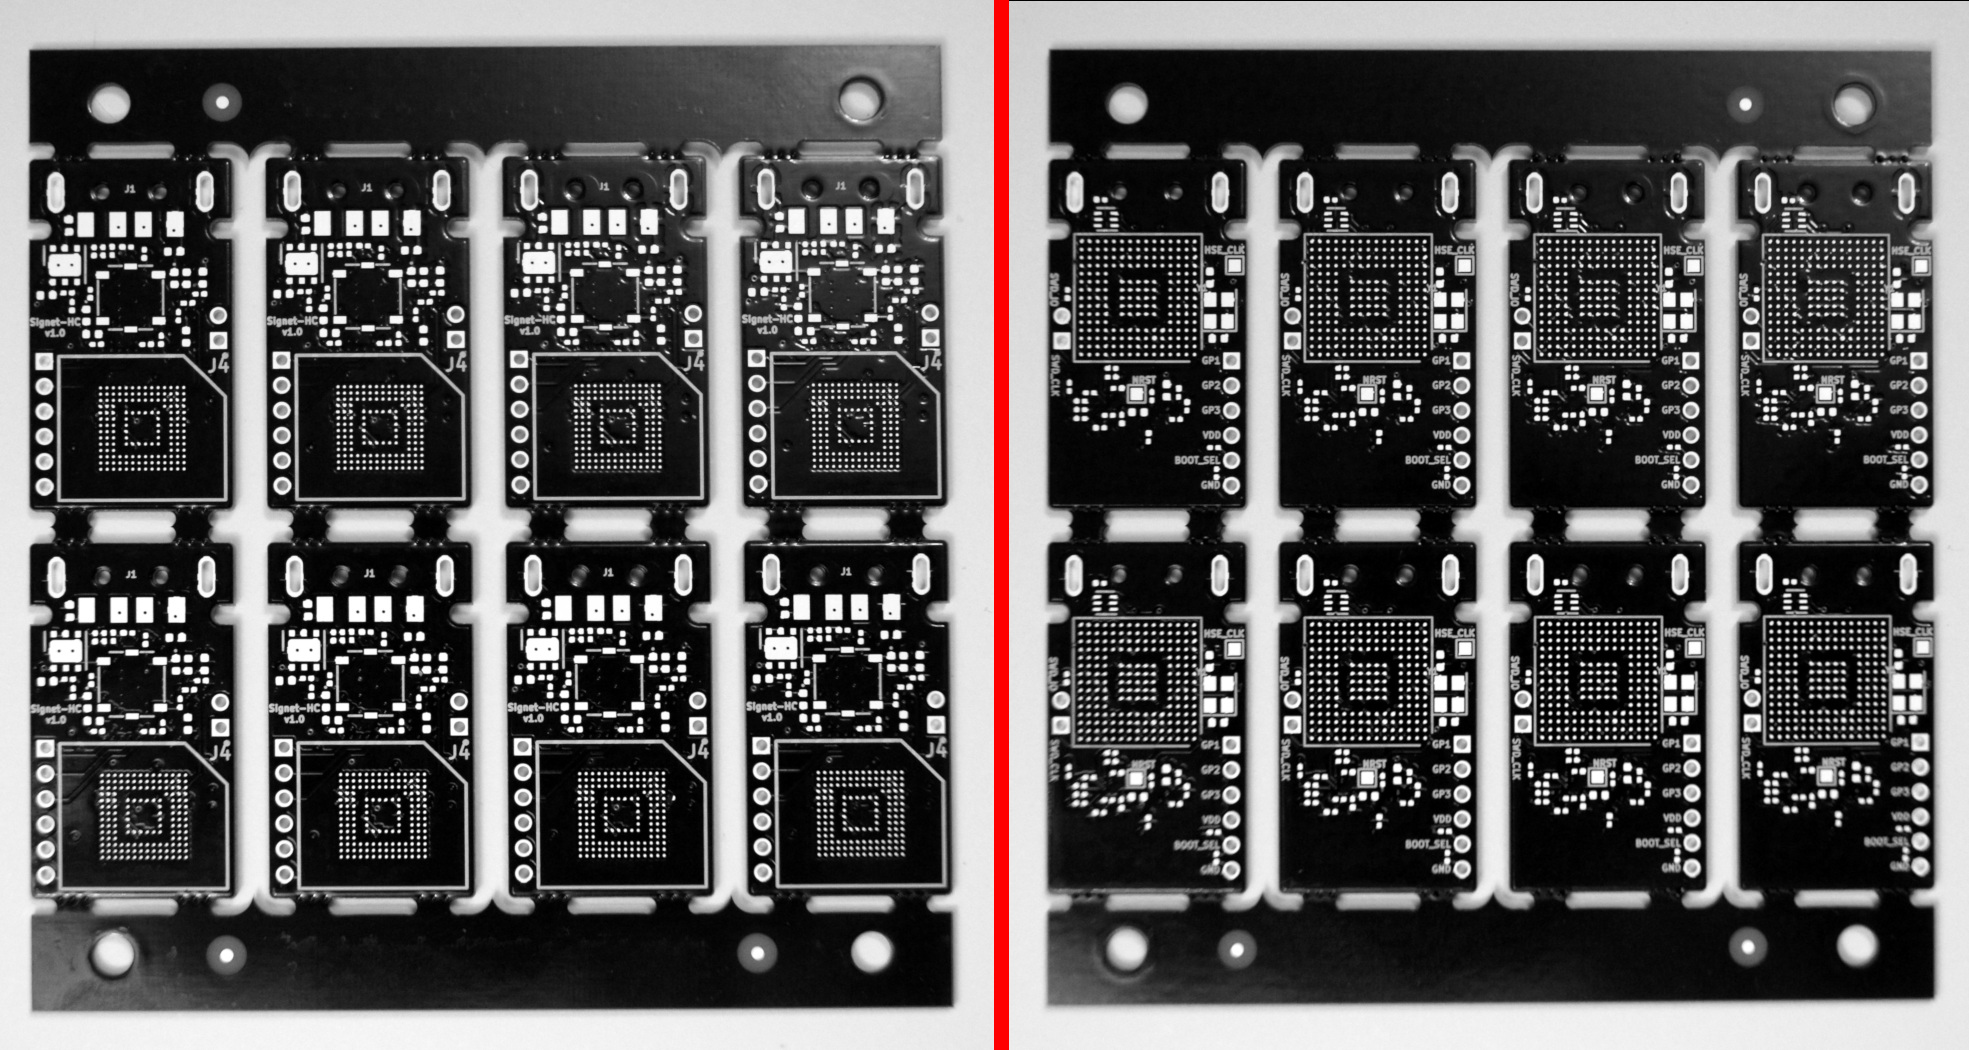 J1
Signet-HC
v1.0
J4
J1
Signet-HC
v1.0
J4
J1
Signet-HC
v1.0
J4
J1
Signet-HC
v1.0
J4
J1
Signet-HC
v1.0
J4
J1
Signet-HC
v1.0
J4
J1
Signet-HC
v1.0
J4
J1
Signet-HC
v1.0
J4
HSE_CLK
SWD_IO
SWD_CLK
GP1
NRST
GP2
GP3
VDD
BOOT_SEL
GND
HSE_CLK
SWD_IO
SWD_CLK
GP1
NRST
GP2
GP3
VDD
BOOT_SEL
GND
HSE_CLK
SWD_IO
SWD_CLK
GP1
NRST
GP2
GP3
VDD
BOOT_SEL
GND
HSE_CLK
SWD_IO
SWD_CLK
GP1
NRST
GP2
GP3
VDD
BOOT_SEL
GND
HSE_CLK
SWD_IO
SWD_CLK
GP1
NRST
GP2
GP3
VDD
BOOT_SEL
GND
HSE_CLK
SWD_IO
SWD_CLK
GP1
NRST
GP2
GP3
VDD
BOOT_SEL
GND
HSE_CLK
SWD_IO
SWD_CLK
GP1
NRST
GP2
GP3
VDD
BOOT_SEL
GND
HSE_CLK
SWD_IO
SWD_CLK
GP1
NRST
GP2
GP3
VDD
BOOT_SEL
GND